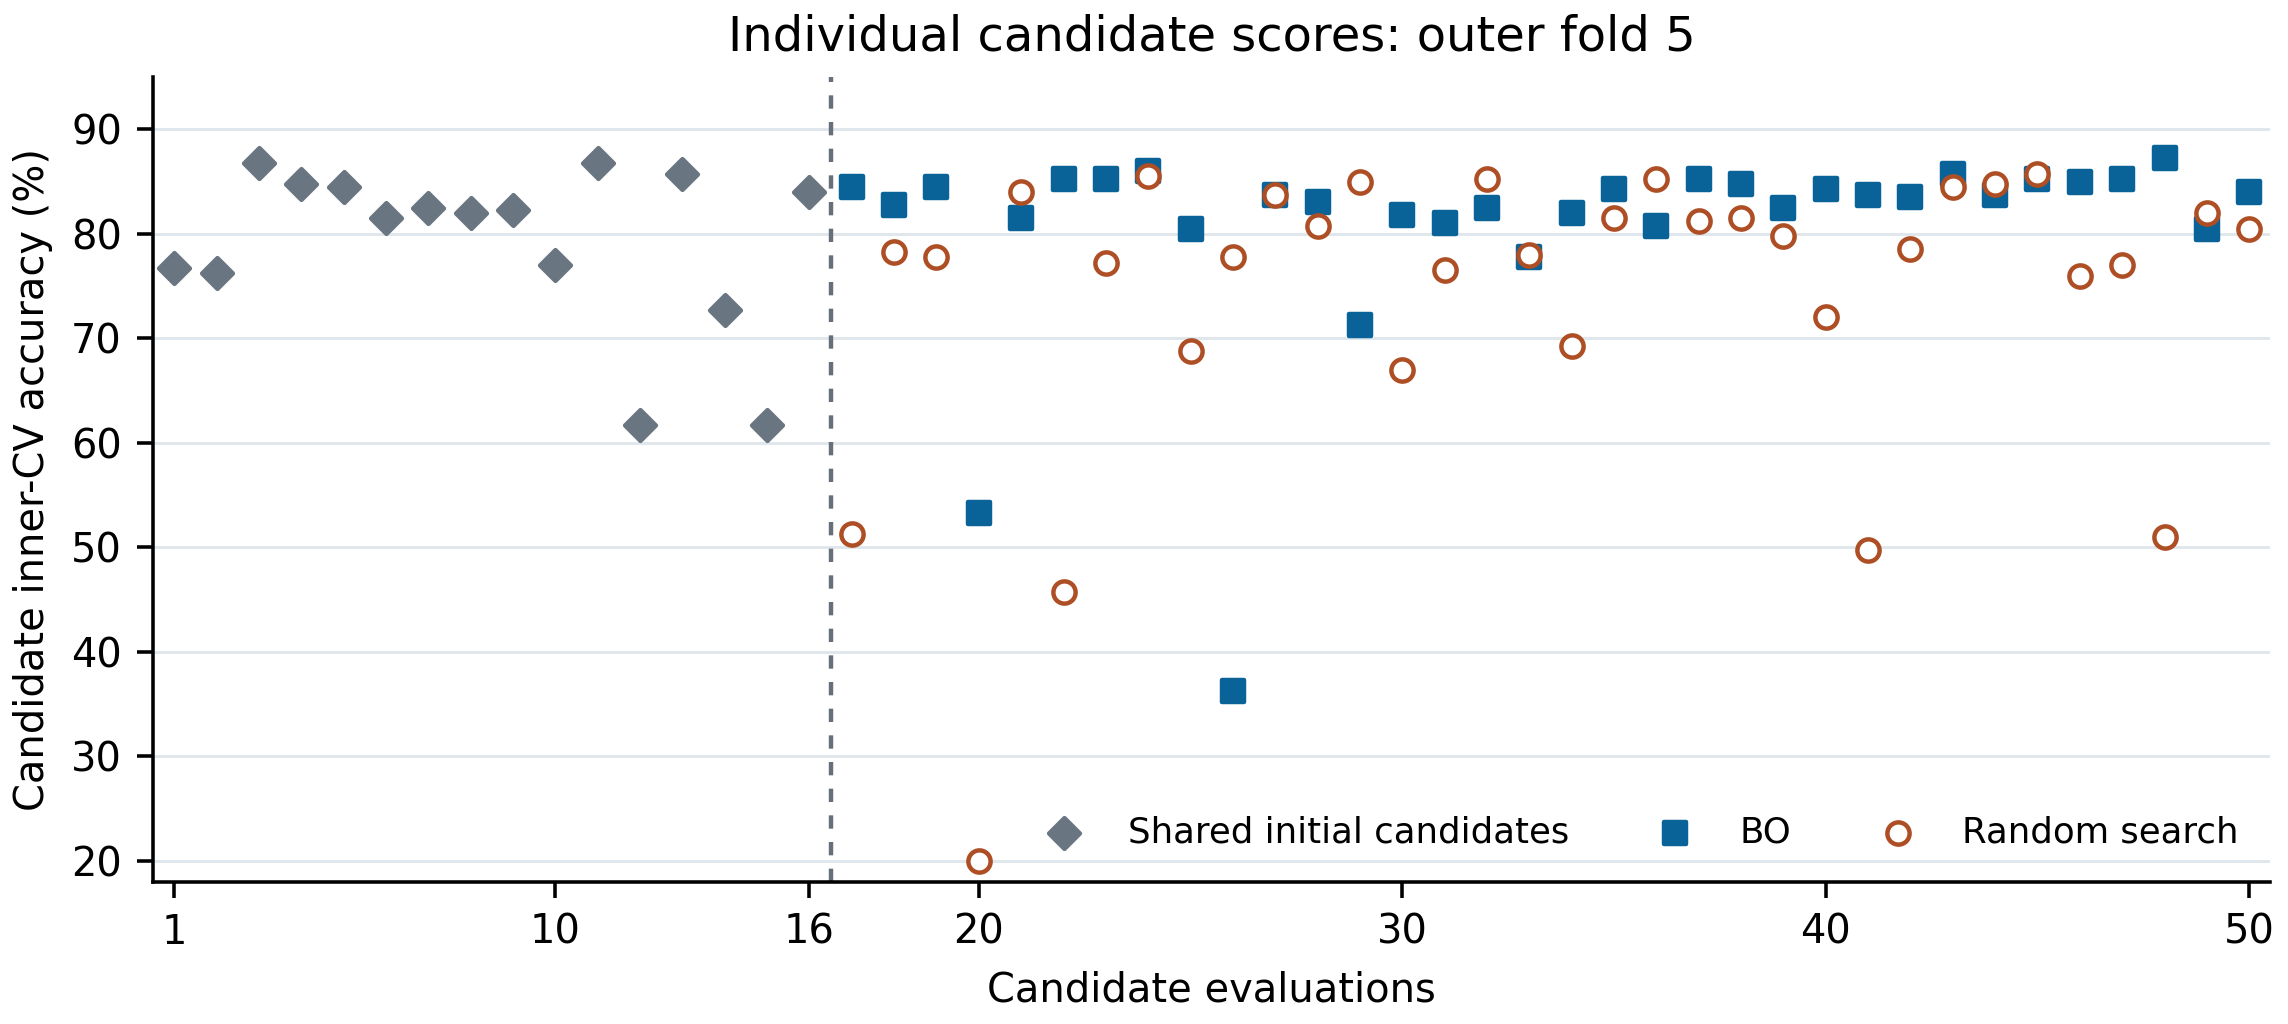 Individual candidate scores: outer fold 5
Candidate inner-CV accuracy (%)
90
80
70
60
50
40
30
20
Shared initial candidates
BO
Random search
1
10
16
20
30
40
50
Candidate evaluations